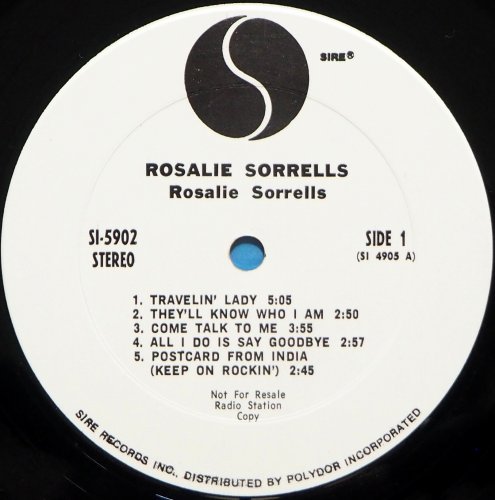 SIRE®
ROSALIE SORRELLS
Rosalie Sorrells
SI-5902
STEREO
SIDE 1
(SI 4905 A)
1. TRAVELIN' LADY 5:05
2. THEY'LL KNOW WHO I AM 2:50
3. COME TALK TO ME 3:55
4. ALL I DO IS SAY GOODBYE 2:57
5. POSTCARD FROM INDIA
(KEEP ON ROCKIN') 2:45
Not For Resale
Radio Station
Copy
SIRE RECORDS INC., DISTRIBUTED BY POLYDOR INCORPORATED